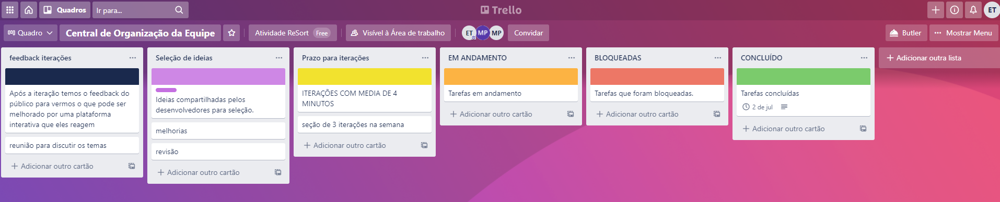 Quadros
Ir para...
Trello
ET
Quadro
Central de Organização da Equipe
Atividade ReSort Free
Visível à Área de trabalho
ET MP MP
Convidar
Butler
Mostrar Menu
feedback iterações
Após a iteração temos o feedback do
público para vermos o que pode ser
melhorado por uma plataforma
interativa que eles reagem
reunião para discutir os temas
+ Adicionar outro cartão
Seleção de ideias
Ideias compartilhadas pelos
desenvolvedores para seleção.
melhorias
revisão
+ Adicionar outro cartão
Prazo para iterações
ITERAÇÕES COM MEDIA DE 4
MINUTOS
seção de 3 iterações na semana
+ Adicionar outro cartão
EM ANDAMENTO
Tarefas em andamento
+ Adicionar outro cartão
BLOQUEADAS
Tarefas que foram bloqueadas.
+ Adicionar outro cartão
CONCLUÍDO
Tarefas concluídas
2 de jul
+ Adicionar outro cartão
+ Adicionar outra lista